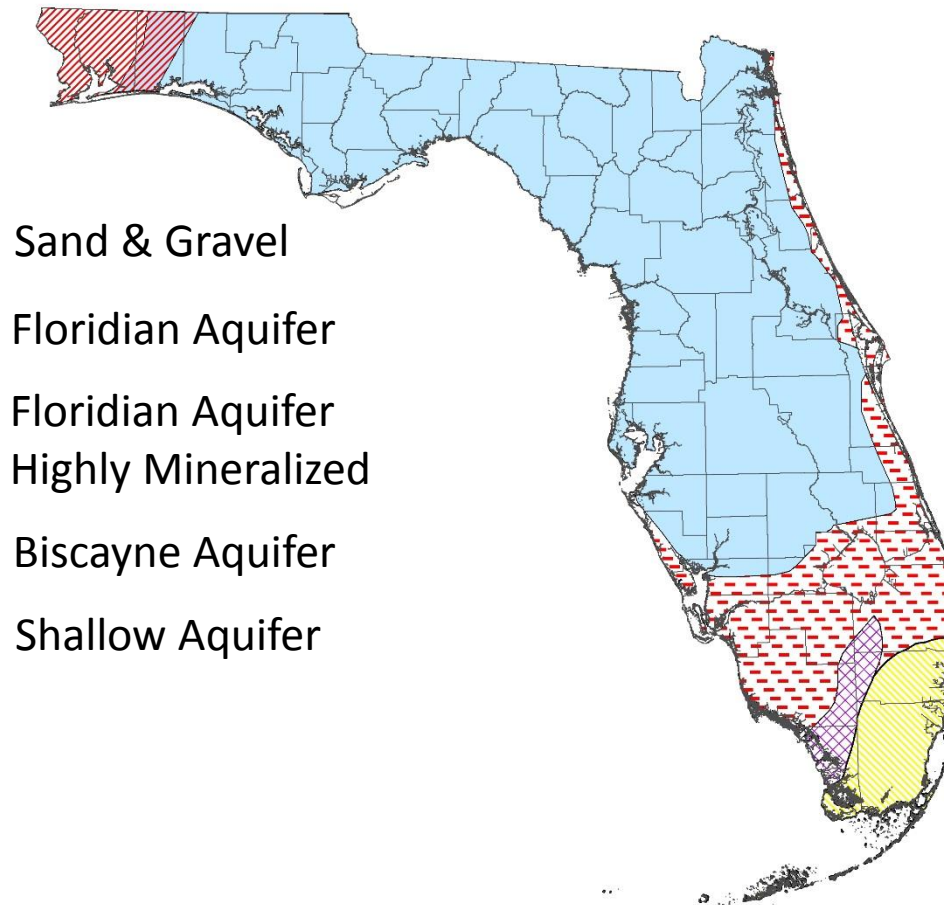 Sand & Gravel
Floridian Aquifer
Floridian Aquifer
Highly Mineralized
Biscayne Aquifer
Shallow Aquifer